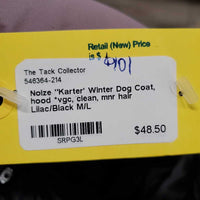 Retail (New) Price
is $ 101
The Tack Collector
546364-214
Noize "Karter' Winter Dog Coat,
hood *vgc, clean, mnr hair
Lilac/Black M/L
SRPG3L
$48.50